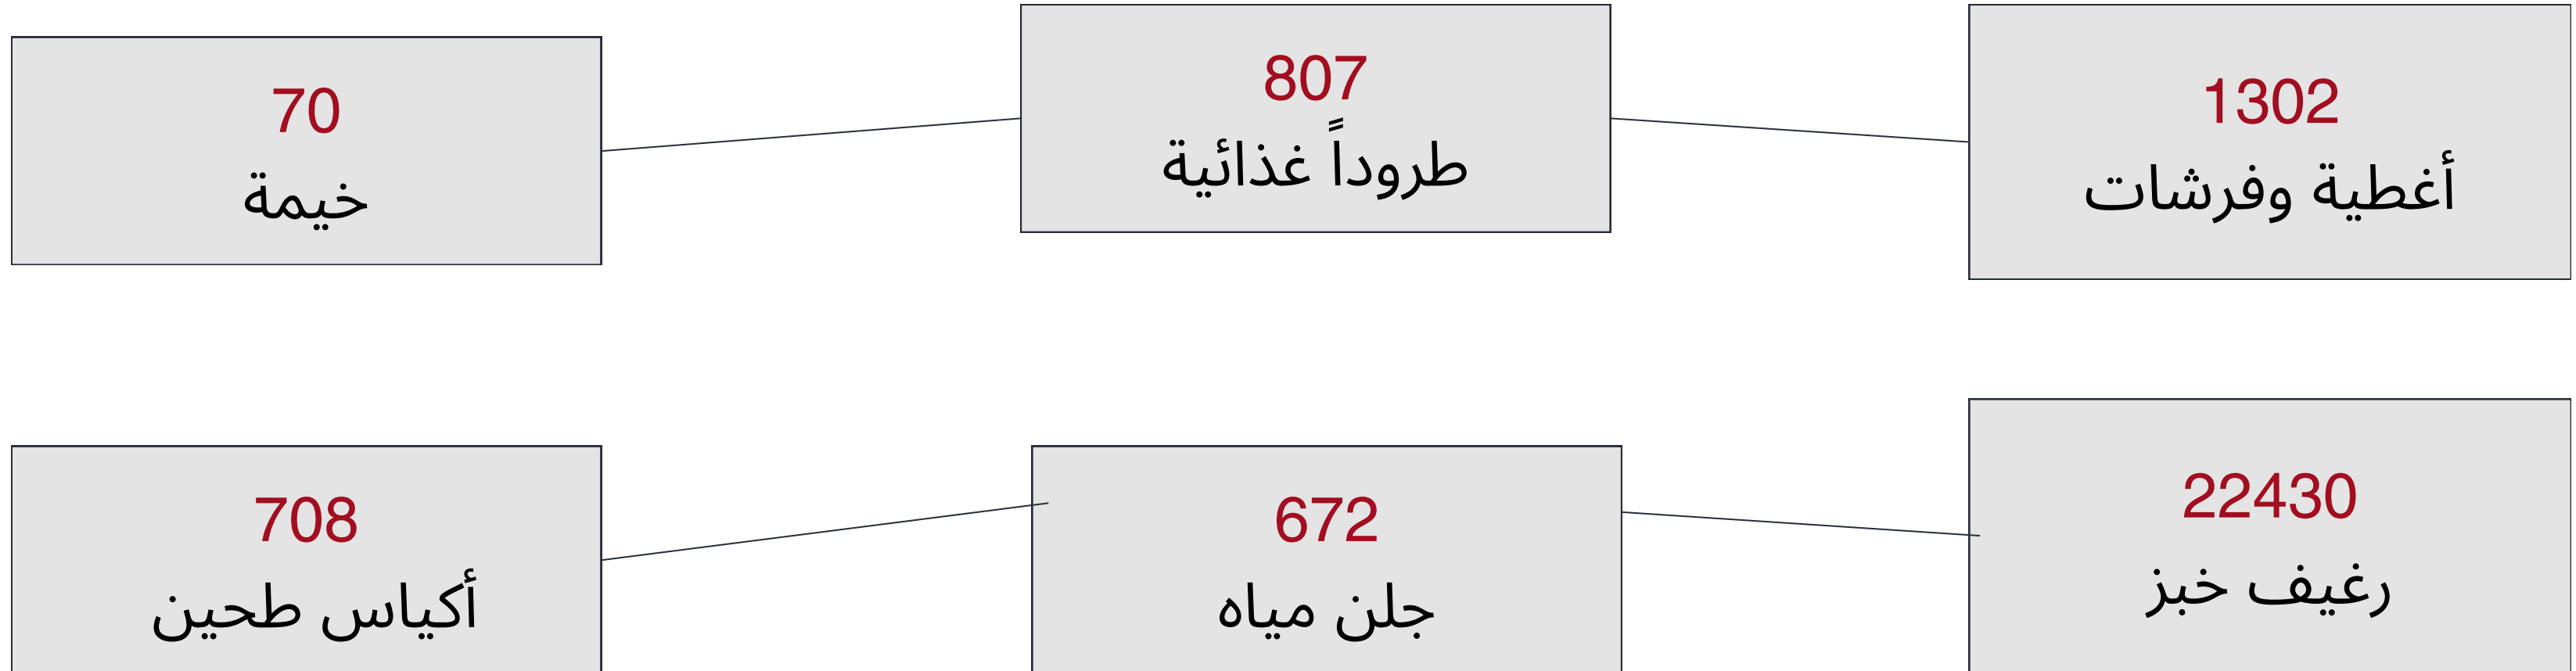 1302
أغطية وفرشات
807
طروداً غذائية
70
خيمة
22430
رغيف خبز
672
جلن مياه
708
أكياس طحين